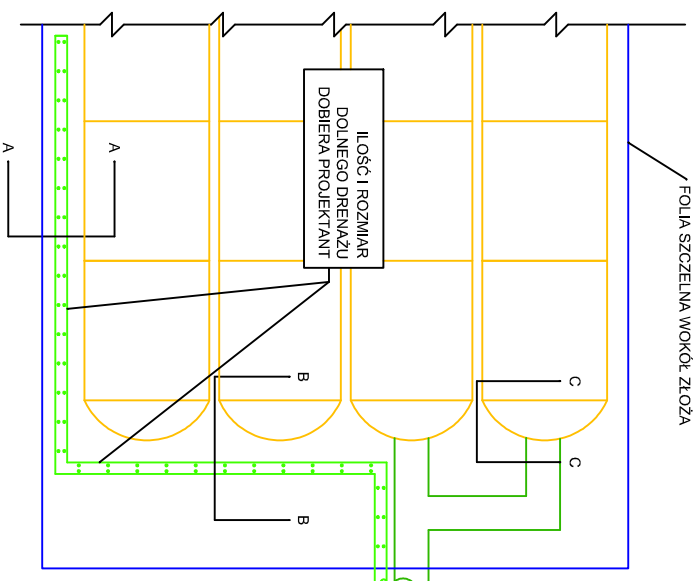 FOLIA SZCZELNA WOKÓŁ ZŁOŻA
ILOŚĆ I ROZMIAR
DOLNEGO DRENAŻU
DOBIERA PROJEKTANT
A
A
B
B
C
C